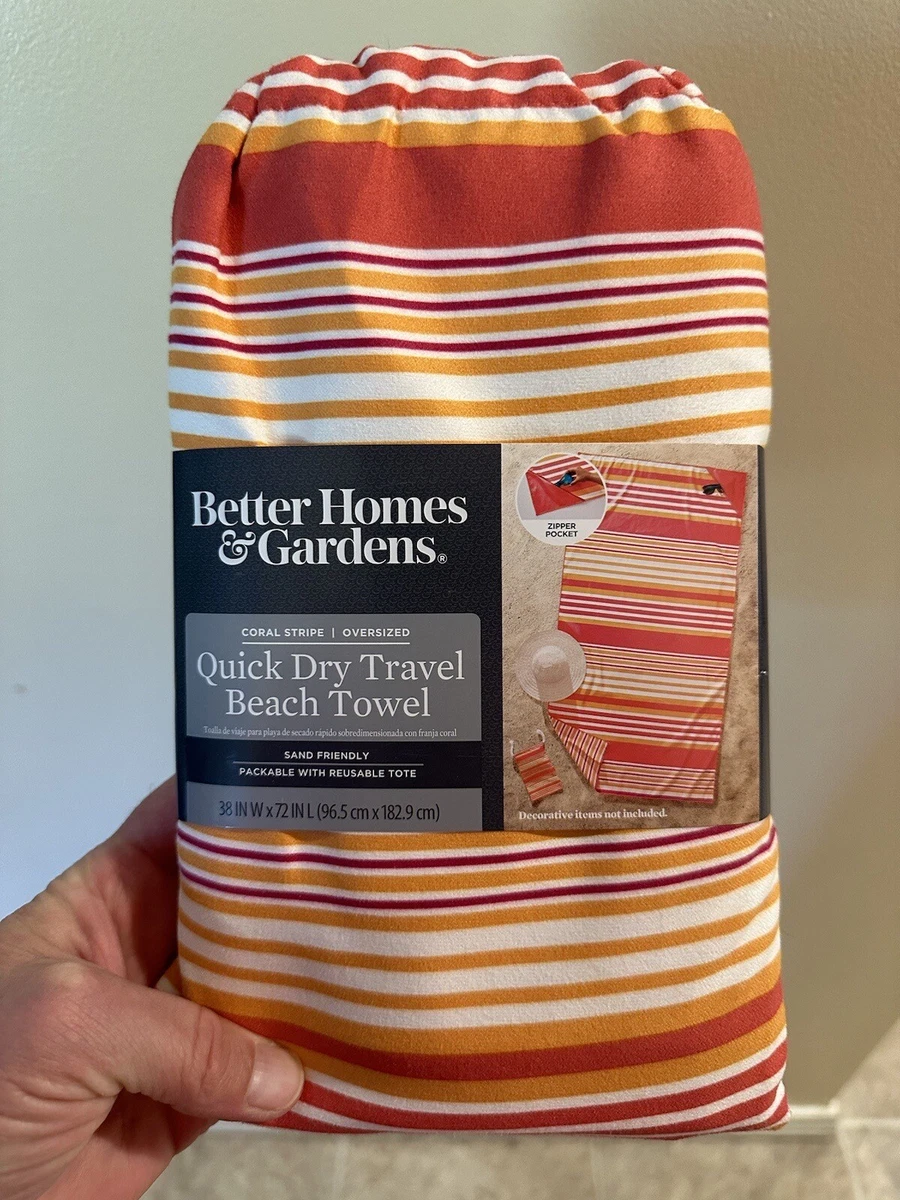 Better Homes
& Gardens®
CORAL STRIPE | OVERSIZED
Quick Dry Travel
Beach Towel
Toalla de viaje para playa de secado rápido sobredimensionada con franja coral
SAND FRIENDLY
PACKABLE WITH REUSABLE TOTE
38 IN W x 72 IN L (96.5 cm x 182.9 cm)
ZIPPER
POCKET
Decorative items not included.